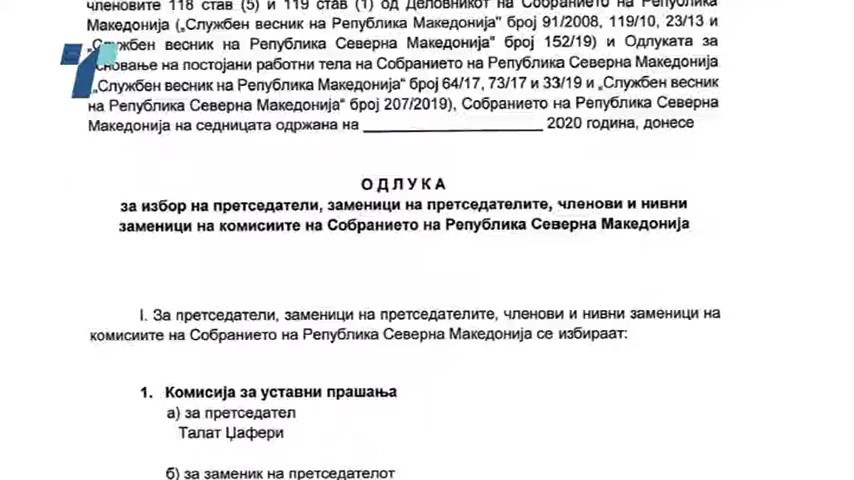 членовите 118 став (5) и 119 став (1) од Деловникот на Собранието на Република
Македонија („Службен весник на Република Македонија“ број 91/2008, 119/10, 23/13 и
„Службен весник на Република Северна Македонија“ број 152/19) и Одлуката за
основање на постојани работни тела на Собранието на Република Северна Македонија
„Службен весник на Република Македонија“ број 64/17, 73/17 и 33/19 и „Службен весник
на Република Северна Македонија“ број 207/2019), Собранието на Република Северна
Македонија на седницата одржана на ____________________ 2020 година, донесе
О Д Л У К А
за избор на претседатели, заменици на претседателите, членови и нивни
заменици на комисиите на Собранието на Република Северна Македонија
I. За претседатели, заменици на претседателите, членови и нивни заменици на
комисиите на Собранието на Република Северна Македонија се избираат:
1. Комисија за уставни прашања
а) за претседател
Талат Џафери
б) за заменик на претседателот